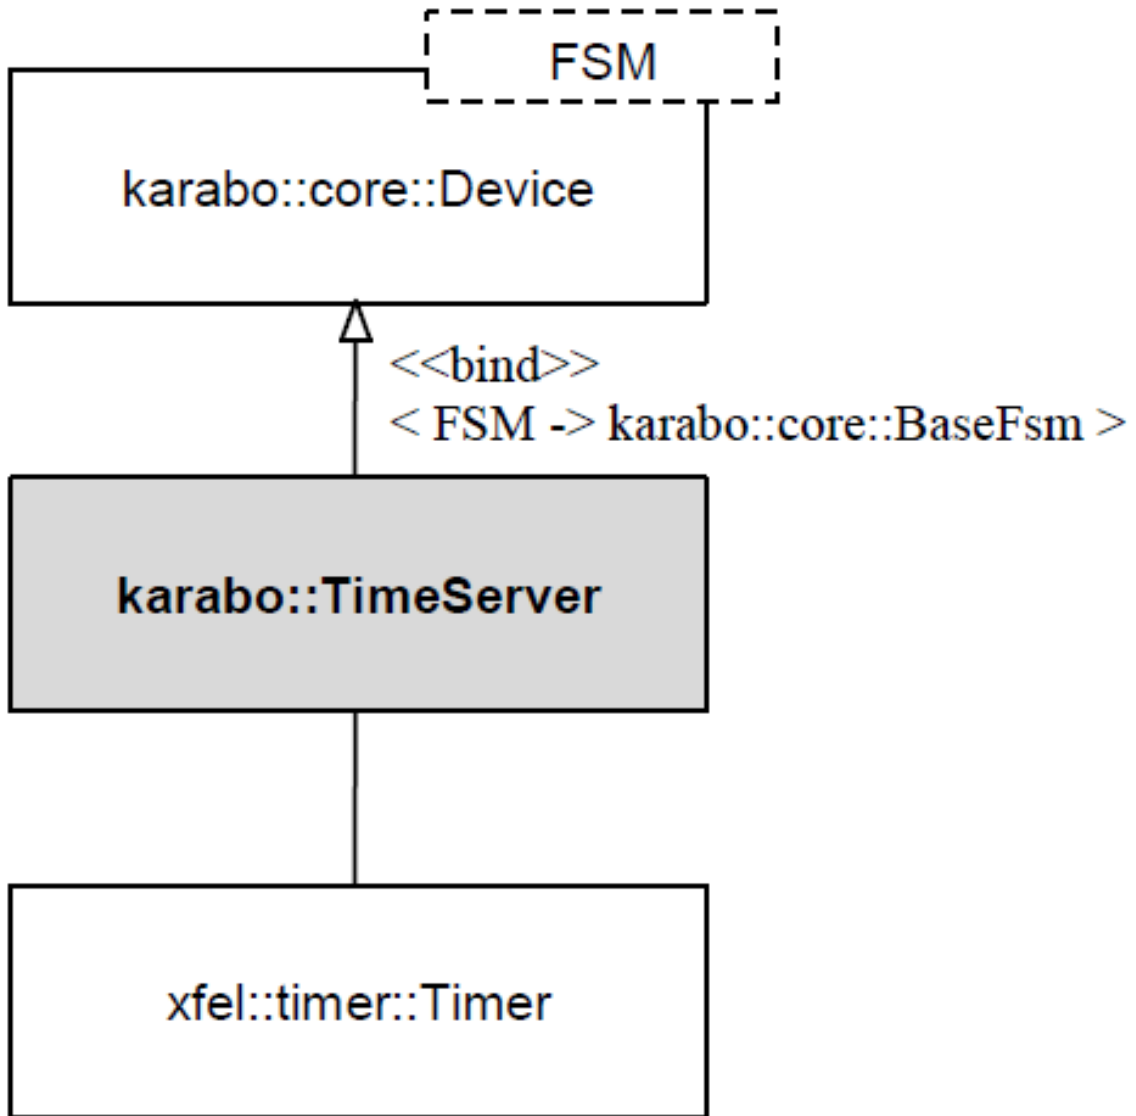 FSM
karabo::core::Device
<<bind>>
< FSM -> karabo::core::BaseFsm >
karabo::TimeServer
xfel::timer::Timer